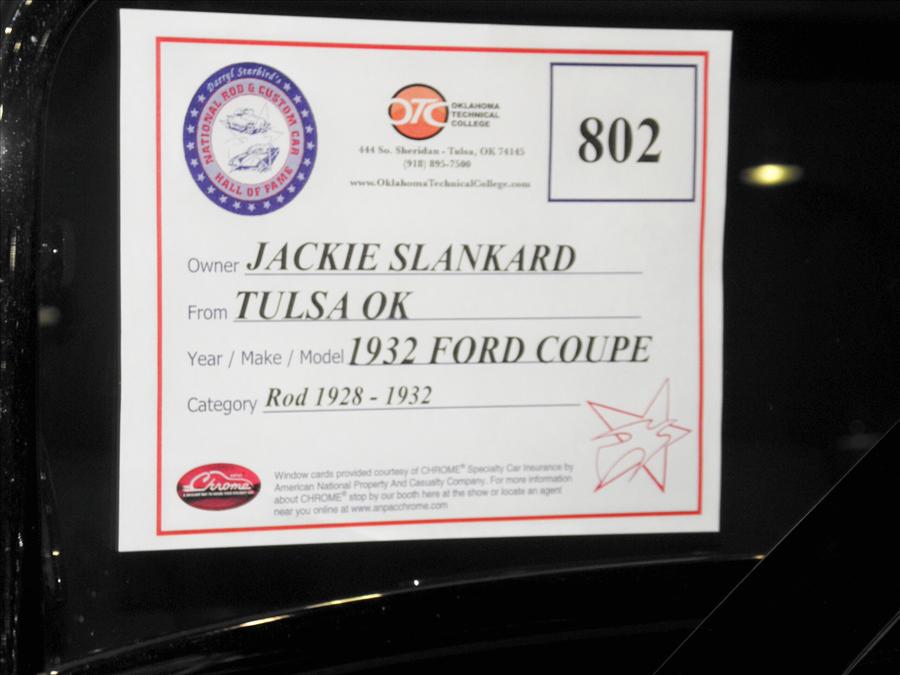 Darryl Starbird's
NATIONAL ROD & CUSTOM CAR
HALL OF FAME
OTC OKLAHOMA
TECHNICAL
COLLEGE
444 So. Sheridan - Tulsa, OK 74145
(918) 895-7500
www.OklahomaTechnicalCollege.com
802
Owner JACKIE SLANKARD
From TULSA OK
Year / Make / Model 1932 FORD COUPE
Category Rod 1928 - 1932
Chrome
Window cards provided courtesy of CHROME® Specialty Car Insurance by
American National Property And Casualty Company. For more information
about CHROME® stop by our booth here at the show or locate an agent
near you online at www.anpacchrome.com